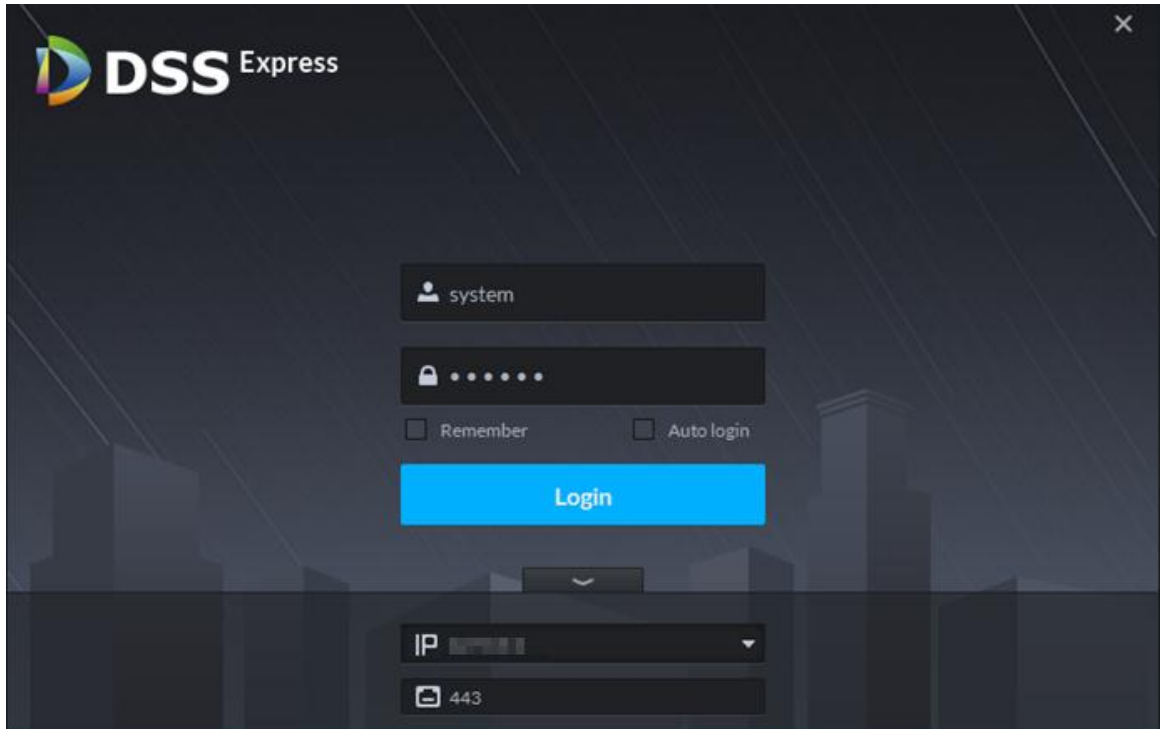 DSS Express
system
••••••
Remember Auto login
Login
IP
443